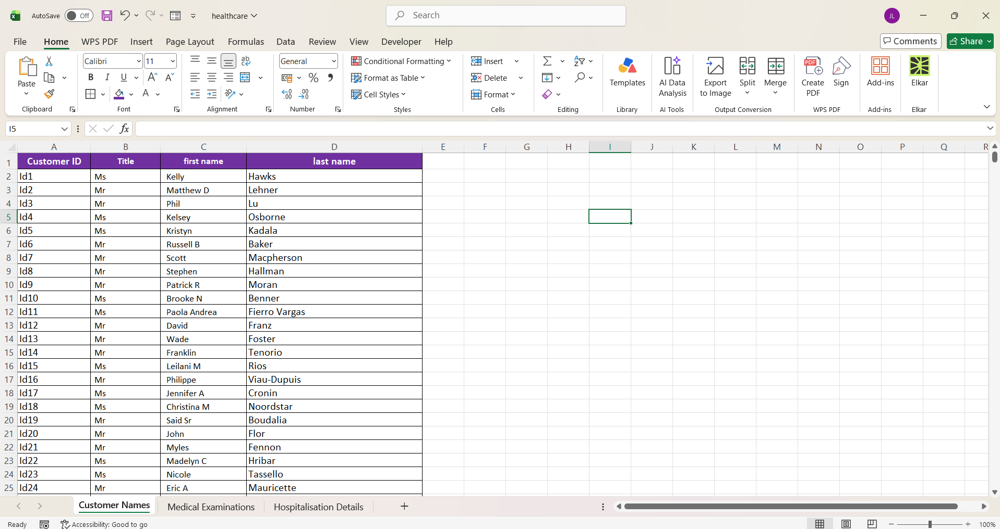 AutoSave Off healthcare Search JL
File Home WPS PDF Insert Page Layout Formulas Data Review View Developer Help Comments Share
Calibri 11 General Conditional Formatting Insert
Paste B I U Format as Table Delete Templates AI Data Analysis Export to Image Split Merge Create PDF Sign Add-ins Elkar
Cell Styles Format
Clipboard Font Alignment Number Styles Cells Editing Library AI Tools Output Conversion WPS PDF Add-ins Elkar
I5 fx
A B C D E F G H I J K L M N O P Q R
1 Customer ID Title first name last name
2 Id1 Ms Kelly Hawks
3 Id2 Mr Matthew D Lehner
4 Id3 Mr Phil Lu
5 Id4 Ms Kelsey Osborne
6 Id5 Ms Kristyn Kadala
7 Id6 Mr Russell B Baker
8 Id7 Mr Scott Macpherson
9 Id8 Mr Stephen Hallman
10 Id9 Mr Patrick R Moran
11 Id10 Ms Brooke N Benner
12 Id11 Ms Paola Andrea Fierro Vargas
13 Id12 Mr David Franz
14 Id13 Mr Wade Foster
15 Id14 Mr Franklin Tenorio
16 Id15 Ms Leilani M Rios
17 Id16 Mr Philippe Viau-Dupuis
18 Id17 Ms Jennifer A Cronin
19 Id18 Ms Christina M Noordstar
20 Id19 Mr Said Sr Boudalia
21 Id20 Mr John Flor
22 Id21 Mr Myles Fennon
23 Id22 Ms Madelyn C Hribar
24 Id23 Ms Nicole Tassello
25 Id24 Mr Eric A Mauricette
Customer Names Medical Examinations Hospitalisation Details
Ready Accessibility: Good to go 100%